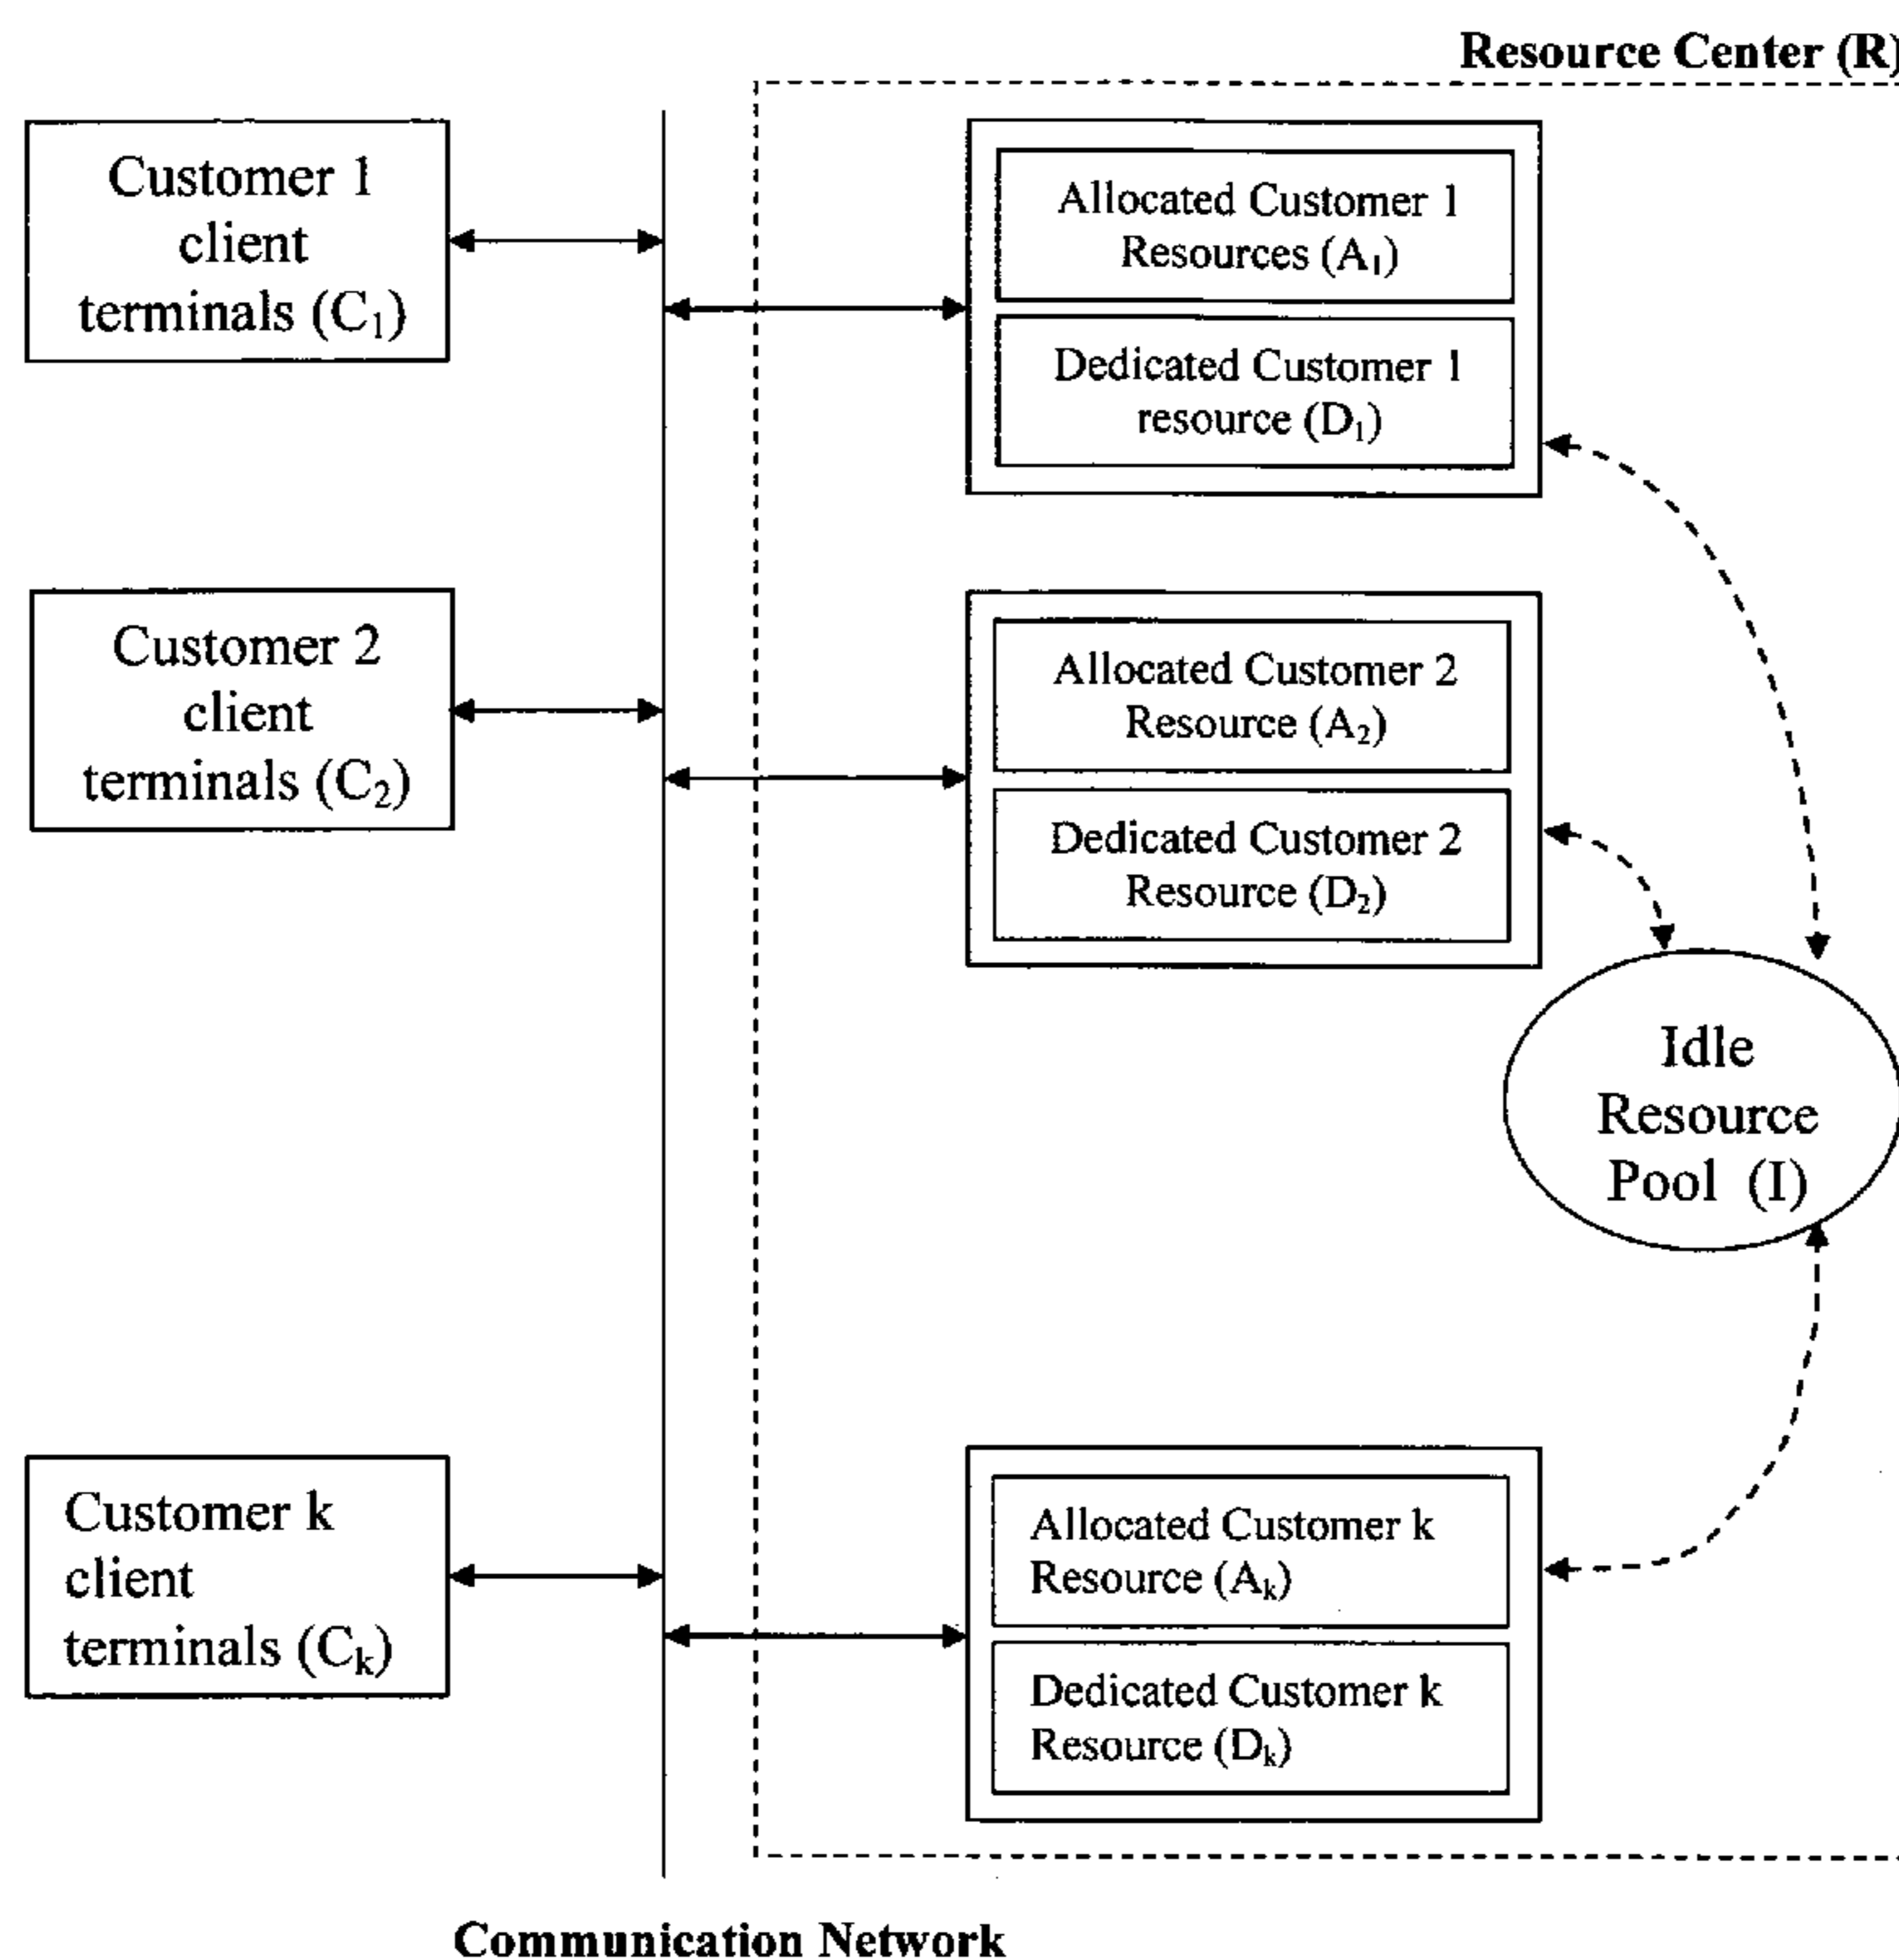 Resource Center (R)
Customer 1
client
terminals (C₁)
Allocated Customer 1
Resources (A₁)
Dedicated Customer 1
resource (D₁)
Customer 2
client
terminals (C₂)
Allocated Customer 2
Resource (A₂)
Dedicated Customer 2
Resource (D₂)
Idle
Resource
Pool (I)
Customer k
client
terminals (Cₖ)
Allocated Customer k
Resource (Aₖ)
Dedicated Customer k
Resource (Dₖ)
Communication Network